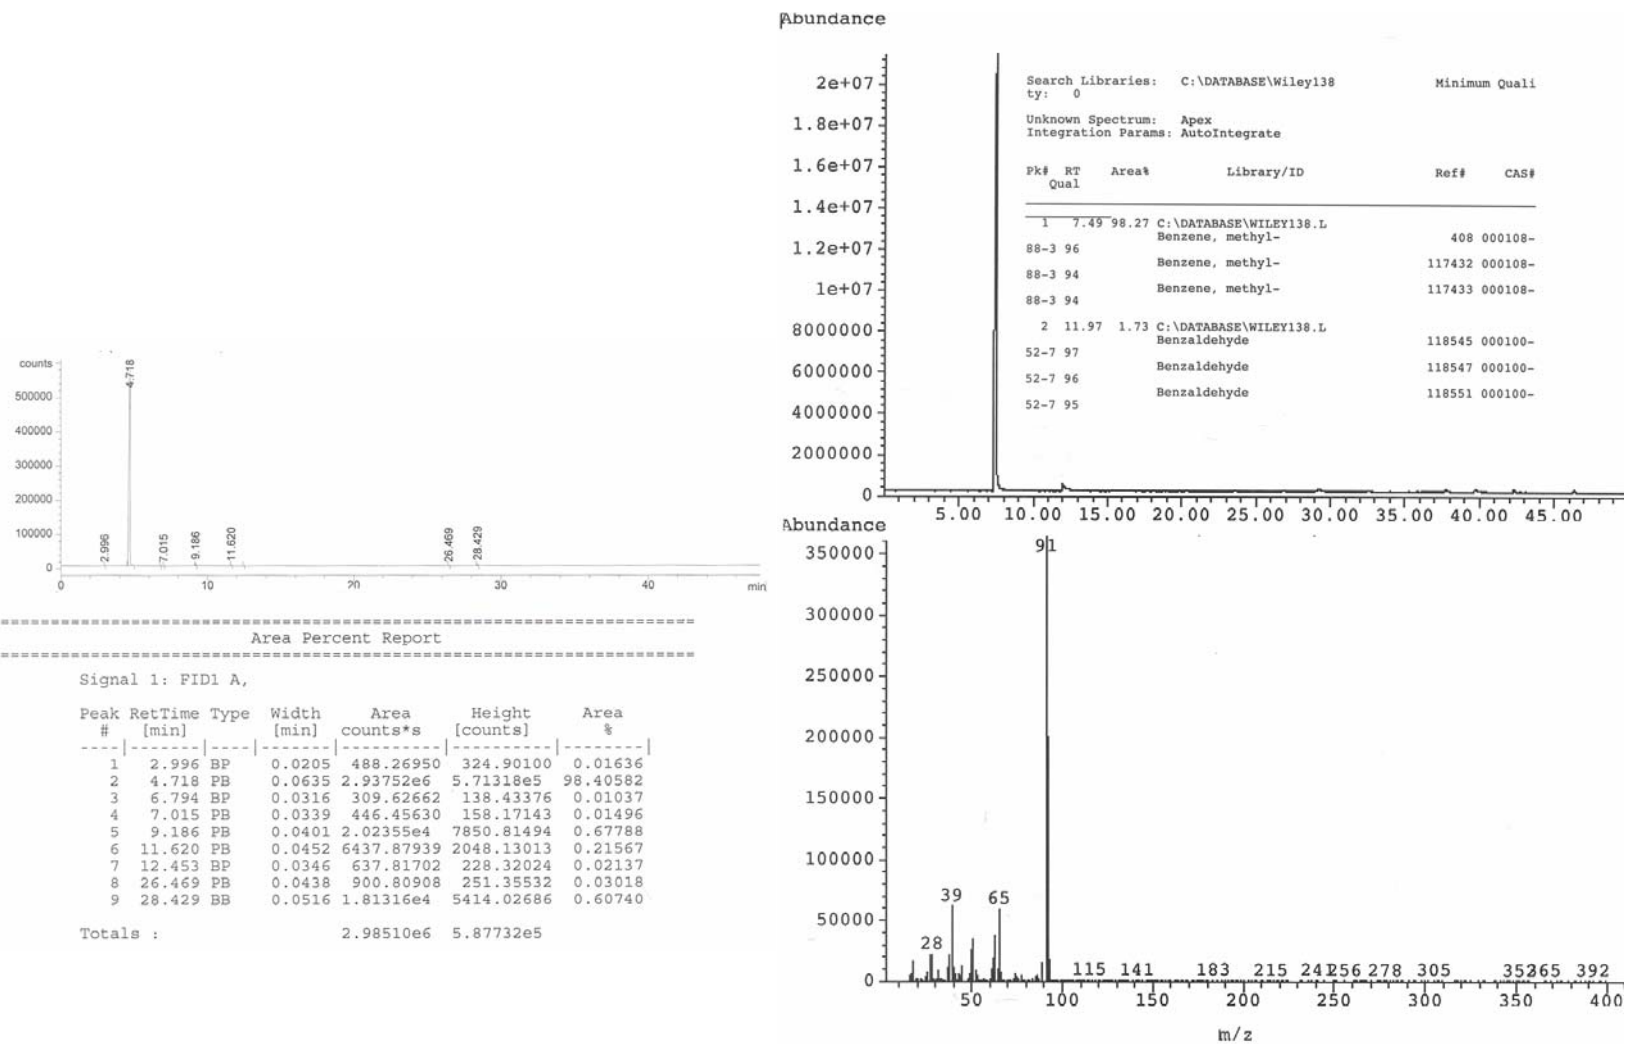 counts
500000
400000
300000
200000
100000
0
4.718
2.996
7.015
9.186
11.620
26.469
28.429
0 10 20 30 40 min
Area Percent Report
Signal 1: FID1 A,
Peak RetTime Type Width Area Height Area
# [min] [min] counts*s [counts] %
1 2.996 BP 0.0205 488.26950 324.90100 0.01636
2 4.718 PB 0.0635 2.93752e6 5.71318e5 98.40582
3 6.794 BP 0.0316 309.62662 138.43376 0.01037
4 7.015 PB 0.0339 446.45630 158.17143 0.01496
5 9.186 PB 0.0401 2.02355e4 7850.81494 0.67788
6 11.620 PB 0.0452 6437.87939 2048.13013 0.21567
7 12.453 BP 0.0346 637.81702 228.32024 0.02137
8 26.469 PB 0.0438 900.80908 251.35532 0.03018
9 28.429 BB 0.0516 1.81316e4 5414.02686 0.60740
Totals : 2.98510e6 5.87732e5
Abundance
2e+07
1.8e+07
1.6e+07
1.4e+07
1.2e+07
1e+07
8000000
6000000
4000000
2000000
0
Search Libraries: C:\DATABASE\Wiley138 Minimum Quali
ty: 0
Unknown Spectrum: Apex
Integration Params: AutoIntegrate
Pk# RT Area% Library/ID Ref# CAS#
Qual
1 7.49 98.27 C:\DATABASE\WILEY138.L
Benzene, methyl- 408 000108-
88-3 96
Benzene, methyl- 117432 000108-
88-3 94
Benzene, methyl- 117433 000108-
88-3 94
2 11.97 1.73 C:\DATABASE\WILEY138.L
Benzaldehyde 118545 000100-
52-7 97
Benzaldehyde 118547 000100-
52-7 96
Benzaldehyde 118551 000100-
52-7 95
5.00 10.00 15.00 20.00 25.00 30.00 35.00 40.00 45.00
Abundance
350000
300000
250000
200000
150000
100000
50000
0
91
39 65
28
115 141 183 215 241 256 278 305 352 365 392
50 100 150 200 250 300 350 400
m/z